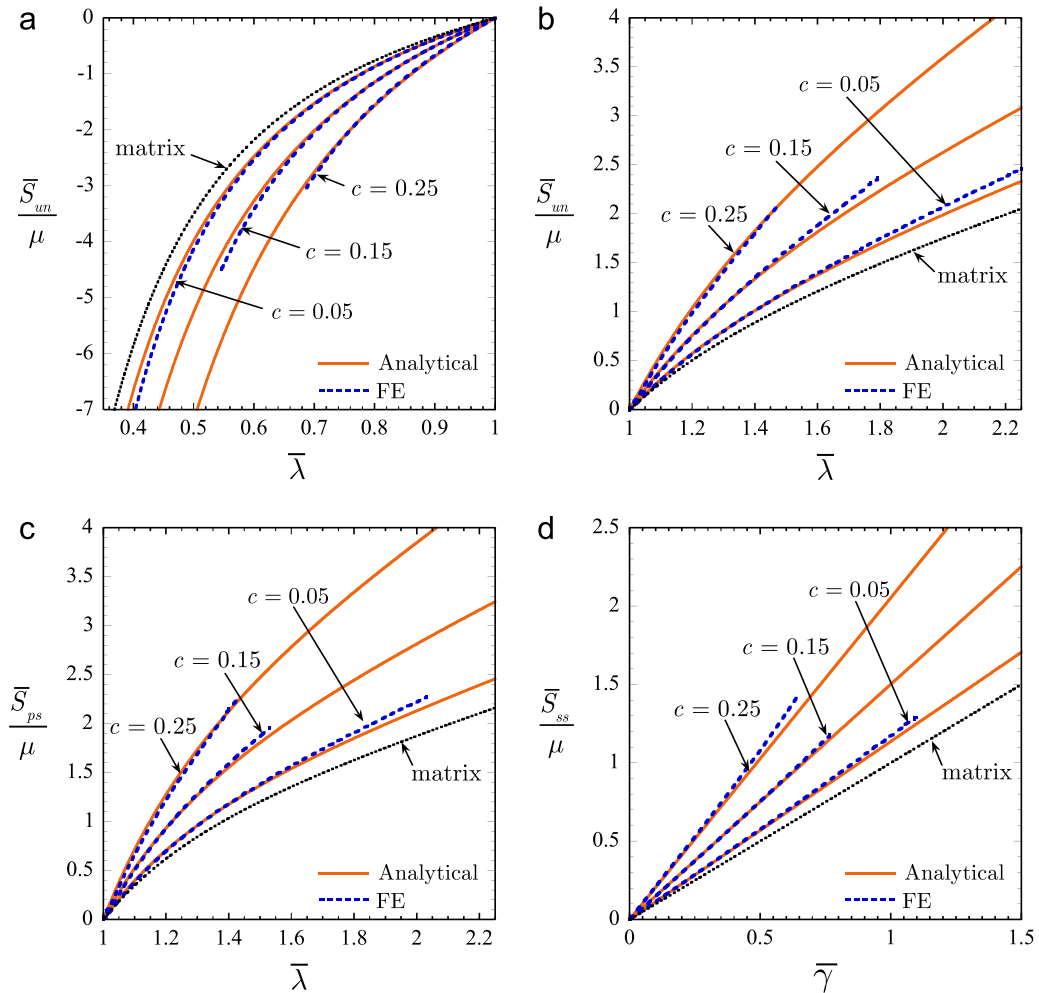 a
0
-1
-2
-3
-4
-5
-6
-7
0.4
0.5
0.6
0.7
0.8
0.9
1
S̅un
μ
λ̅
matrix
c = 0.25
c = 0.15
c = 0.05
Analytical
FE
b
4
3.5
3
2.5
2
1.5
1
0.5
0
1
1.2
1.4
1.6
1.8
2
2.2
S̅un
μ
λ̅
c = 0.05
c = 0.15
c = 0.25
matrix
Analytical
FE
c
4
3.5
3
2.5
2
1.5
1
0.5
0
1
1.2
1.4
1.6
1.8
2
2.2
S̅ps
μ
λ̅
c = 0.05
c = 0.15
c = 0.25
matrix
Analytical
FE
d
2.5
2
1.5
1
0.5
0
0
0.5
1
1.5
S̅ss
μ
γ̅
c = 0.05
c = 0.15
c = 0.25
matrix
Analytical
FE